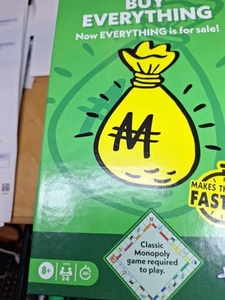 BUY
EVERYTHING
Now EVERYTHING is for sale!
MAKES TH
FAST
Classic
Monopoly
game required
to play.
8+